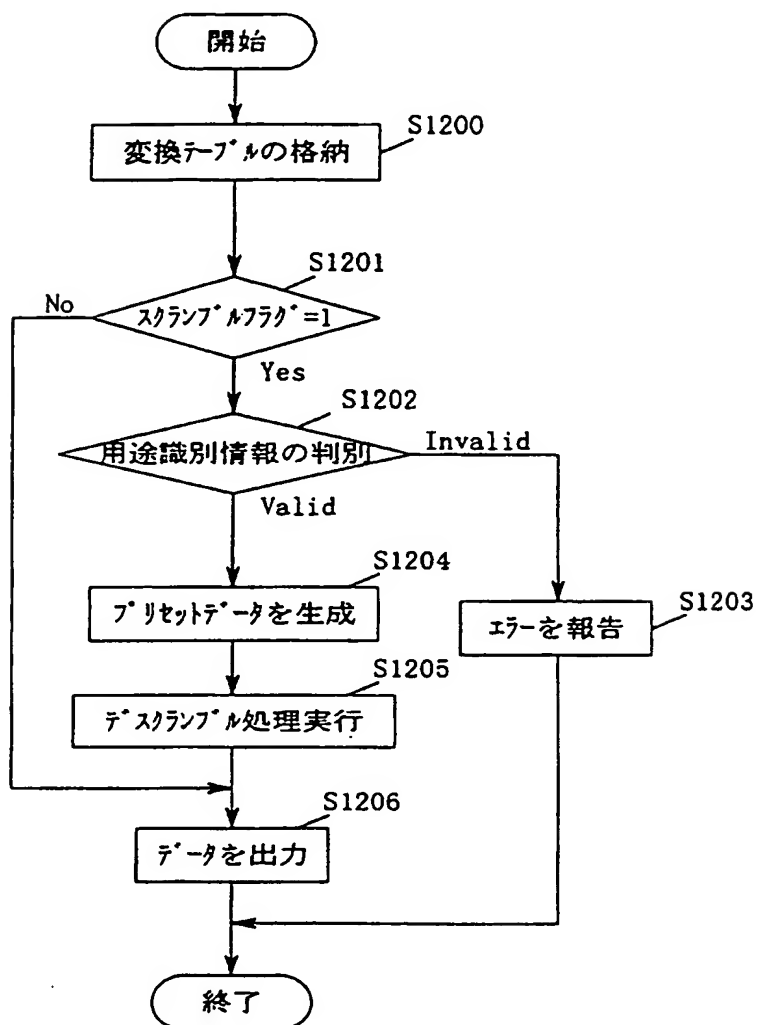 開始
S1200
変換テーブルの格納
S1201
No
スクランブルフラグ=1
Yes
S1202
用途識別情報の判別
Invalid
Valid
S1204
プリセットデータを生成
S1203
エラーを報告
S1205
デスクランブル処理実行
S1206
データを出力
終了